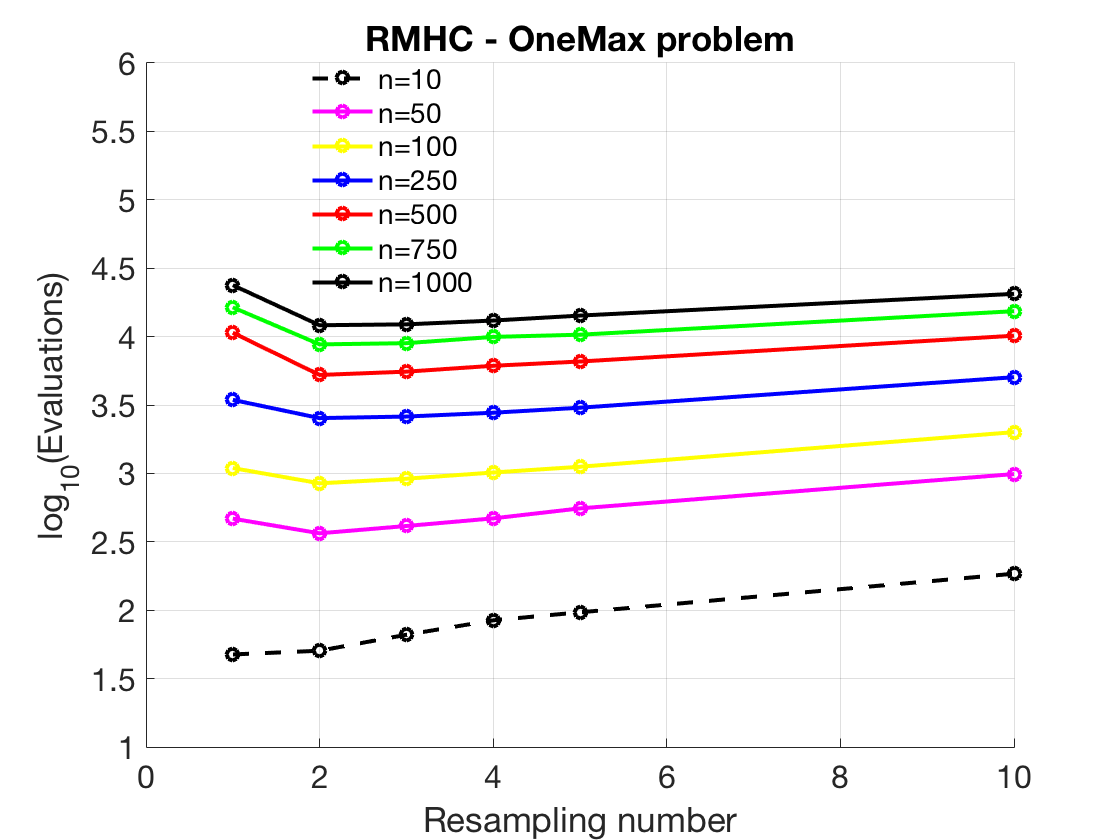 RMHC - OneMax problem
n=10
n=50
n=100
n=250
n=500
n=750
n=1000
6
5.5
5
4.5
4
3.5
3
2.5
2
1.5
1
log10(Evaluations)
0 2 4 6 8 10
Resampling number